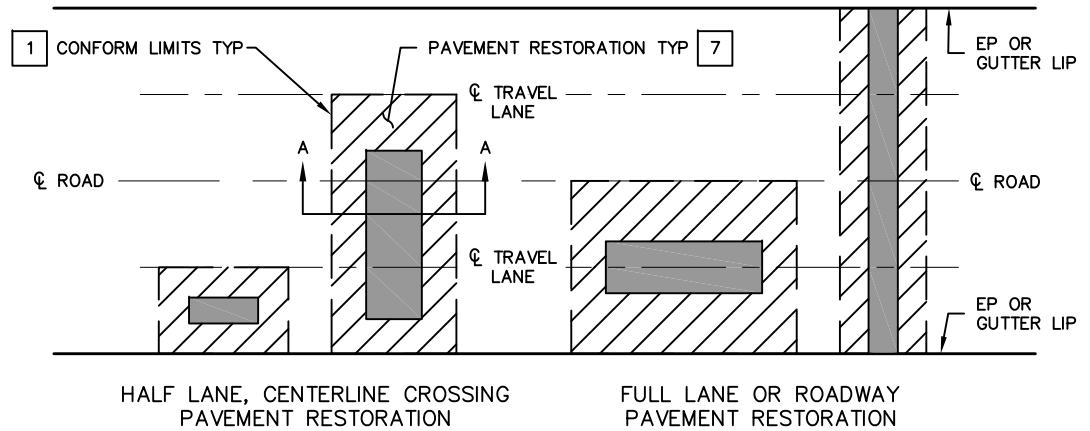 1 CONFORM LIMITS TYP
PAVEMENT RESTORATION TYP 7
EP OR
GUTTER LIP
℄ TRAVEL
LANE
A A
℄ ROAD
℄ ROAD
℄ TRAVEL
LANE
EP OR
GUTTER LIP
HALF LANE, CENTERLINE CROSSING
PAVEMENT RESTORATION
FULL LANE OR ROADWAY
PAVEMENT RESTORATION